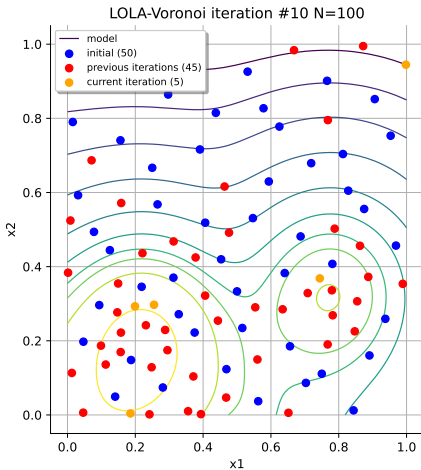 LOLA-Voronoi iteration #10 N=100
model
initial (50)
previous iterations (45)
current iteration (5)
1.0
0.8
0.6
0.4
0.2
0.0
x2
0.0 0.2 0.4 0.6 0.8 1.0
x1